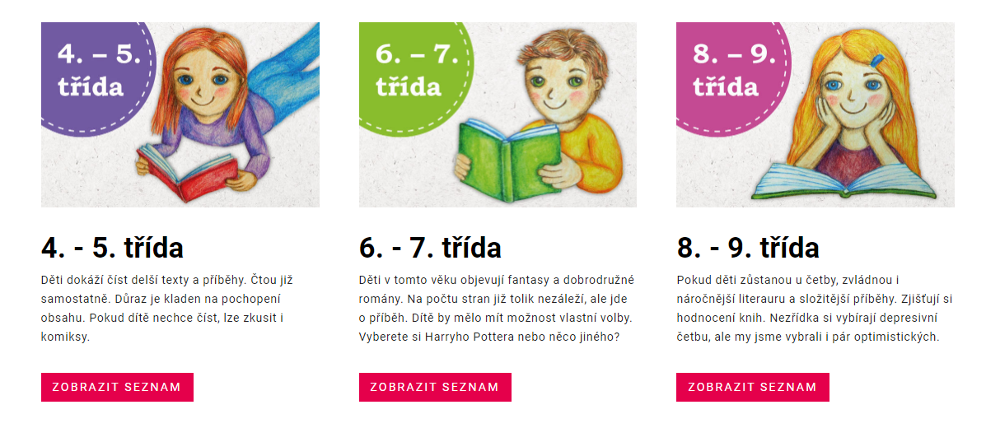 4. – 5.
třída
4. - 5. třída
Děti dokáží číst delší texty a příběhy. Čtou již
samostatně. Důraz je kladen na pochopení
obsahu. Pokud dítě nechce číst, lze zkusit i
komiksy.
ZOBRAZIT SEZNAM
6. – 7.
třída
6. - 7. třída
Děti v tomto věku objevují fantasy a dobrodružné
romány. Na počtu stran již tolik nezáleží, ale jde
o příběh. Dítě by mělo mít možnost vlastní volby.
Vyberete si Harryho Pottera nebo něco jiného?
ZOBRAZIT SEZNAM
8. – 9.
třída
8. - 9. třída
Pokud děti zůstanou u četby, zvládnou i
náročnější literauru a složitější příběhy. Zjišťují si
hodnocení knih. Nezřídka si vybírají depresivní
četbu, ale my jsme vybrali i pár optimistických.
ZOBRAZIT SEZNAM